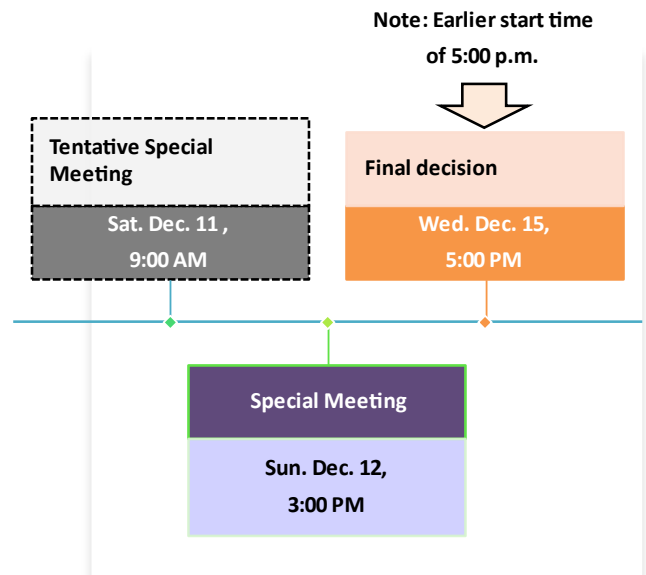 Note: Earlier start time
of 5:00 p.m.
Tentative Special
Meeting
Sat. Dec. 11 ,
9:00 AM
Final decision
Wed. Dec. 15,
5:00 PM
Special Meeting
Sun. Dec. 12,
3:00 PM